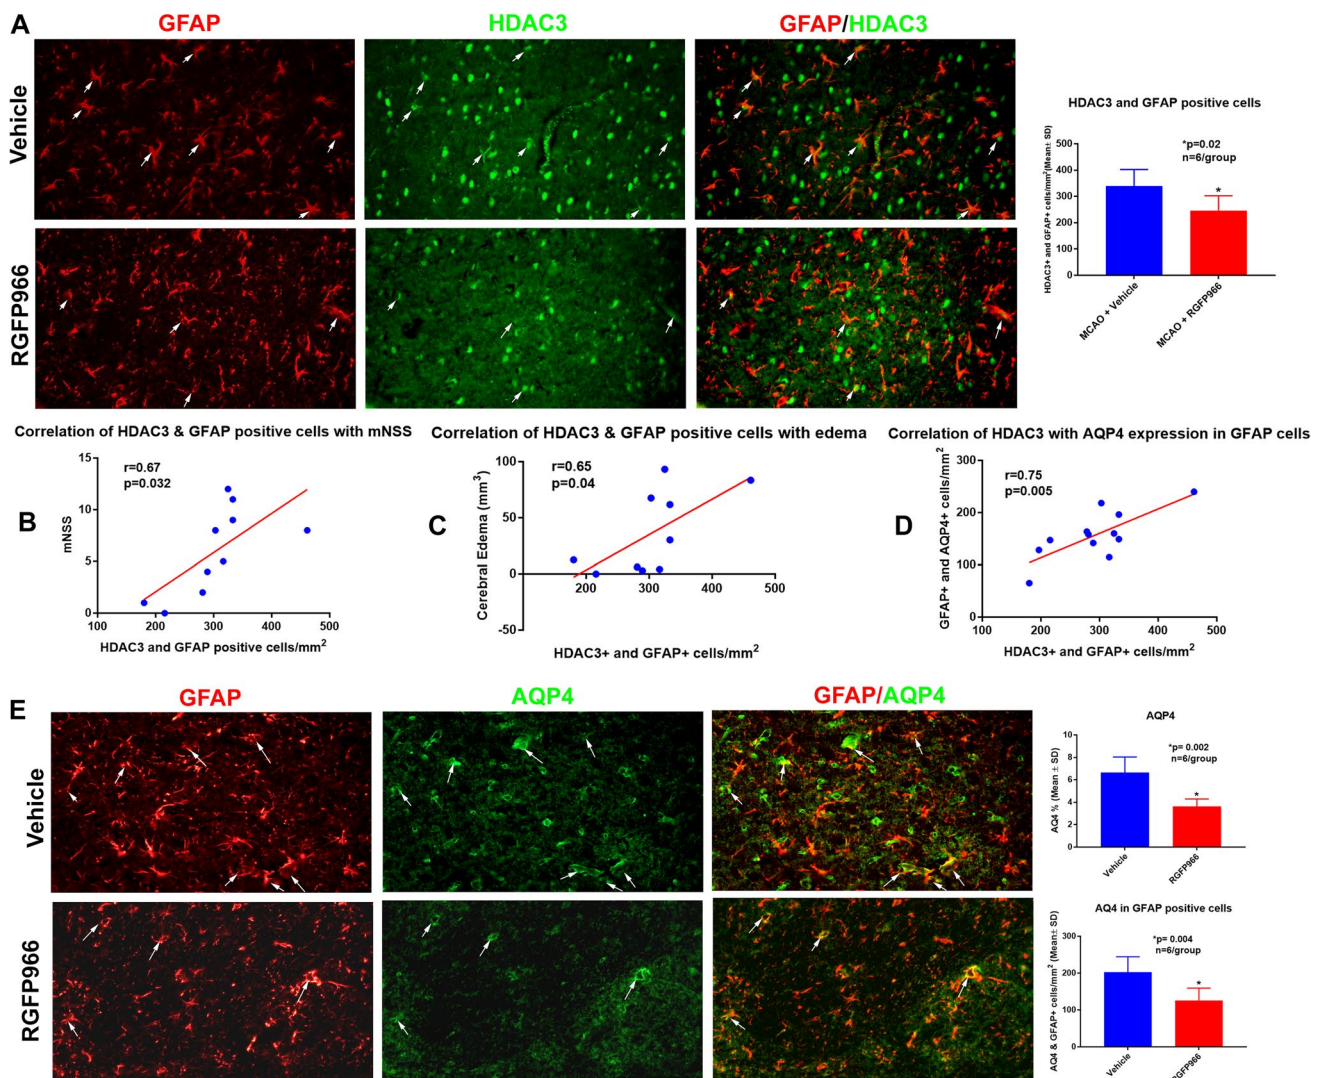 A
GFAP
HDAC3
GFAP/HDAC3
Vehicle
RGFP966
HDAC3 and GFAP positive cells
HDAC3+ and GFAP+ cells/mm²(Mean± SD)
500
400
300
200
100
0
*p=0.02
n=6/group
*
MCAO + Vehicle
MCAO + RGFP966
Correlation of HDAC3 & GFAP positive cells with mNSS
B
mNSS
15
10
5
0
r=0.67
p=0.032
100
200
300
400
500
HDAC3 and GFAP positive cells/mm²
Correlation of HDAC3 & GFAP positive cells with edema
C
Cerebral Edema (mm³)
100
50
0
-50
r=0.65
p=0.04
200
300
400
500
HDAC3+ and GFAP+ cells/mm²
Correlation of HDAC3 with AQP4 expression in GFAP cells
D
GFAP+ and AQP4+ cells/mm²
300
200
100
0
r=0.75
p=0.005
100
200
300
400
500
HDAC3+ and GFAP+ cells/mm²
E
GFAP
AQP4
GFAP/AQP4
Vehicle
RGFP966
AQP4
AQ4 % (Mean ± SD)
10
8
6
4
2
0
*p= 0.002
n=6/group
*
Vehicle
RGFP966
AQ4 in GFAP positive cells
AQ4 & GFAP+ cells/mm² (Mean± SD)
300
200
100
0
*p= 0.004
n=6/group
*
Vehicle
RGFP966